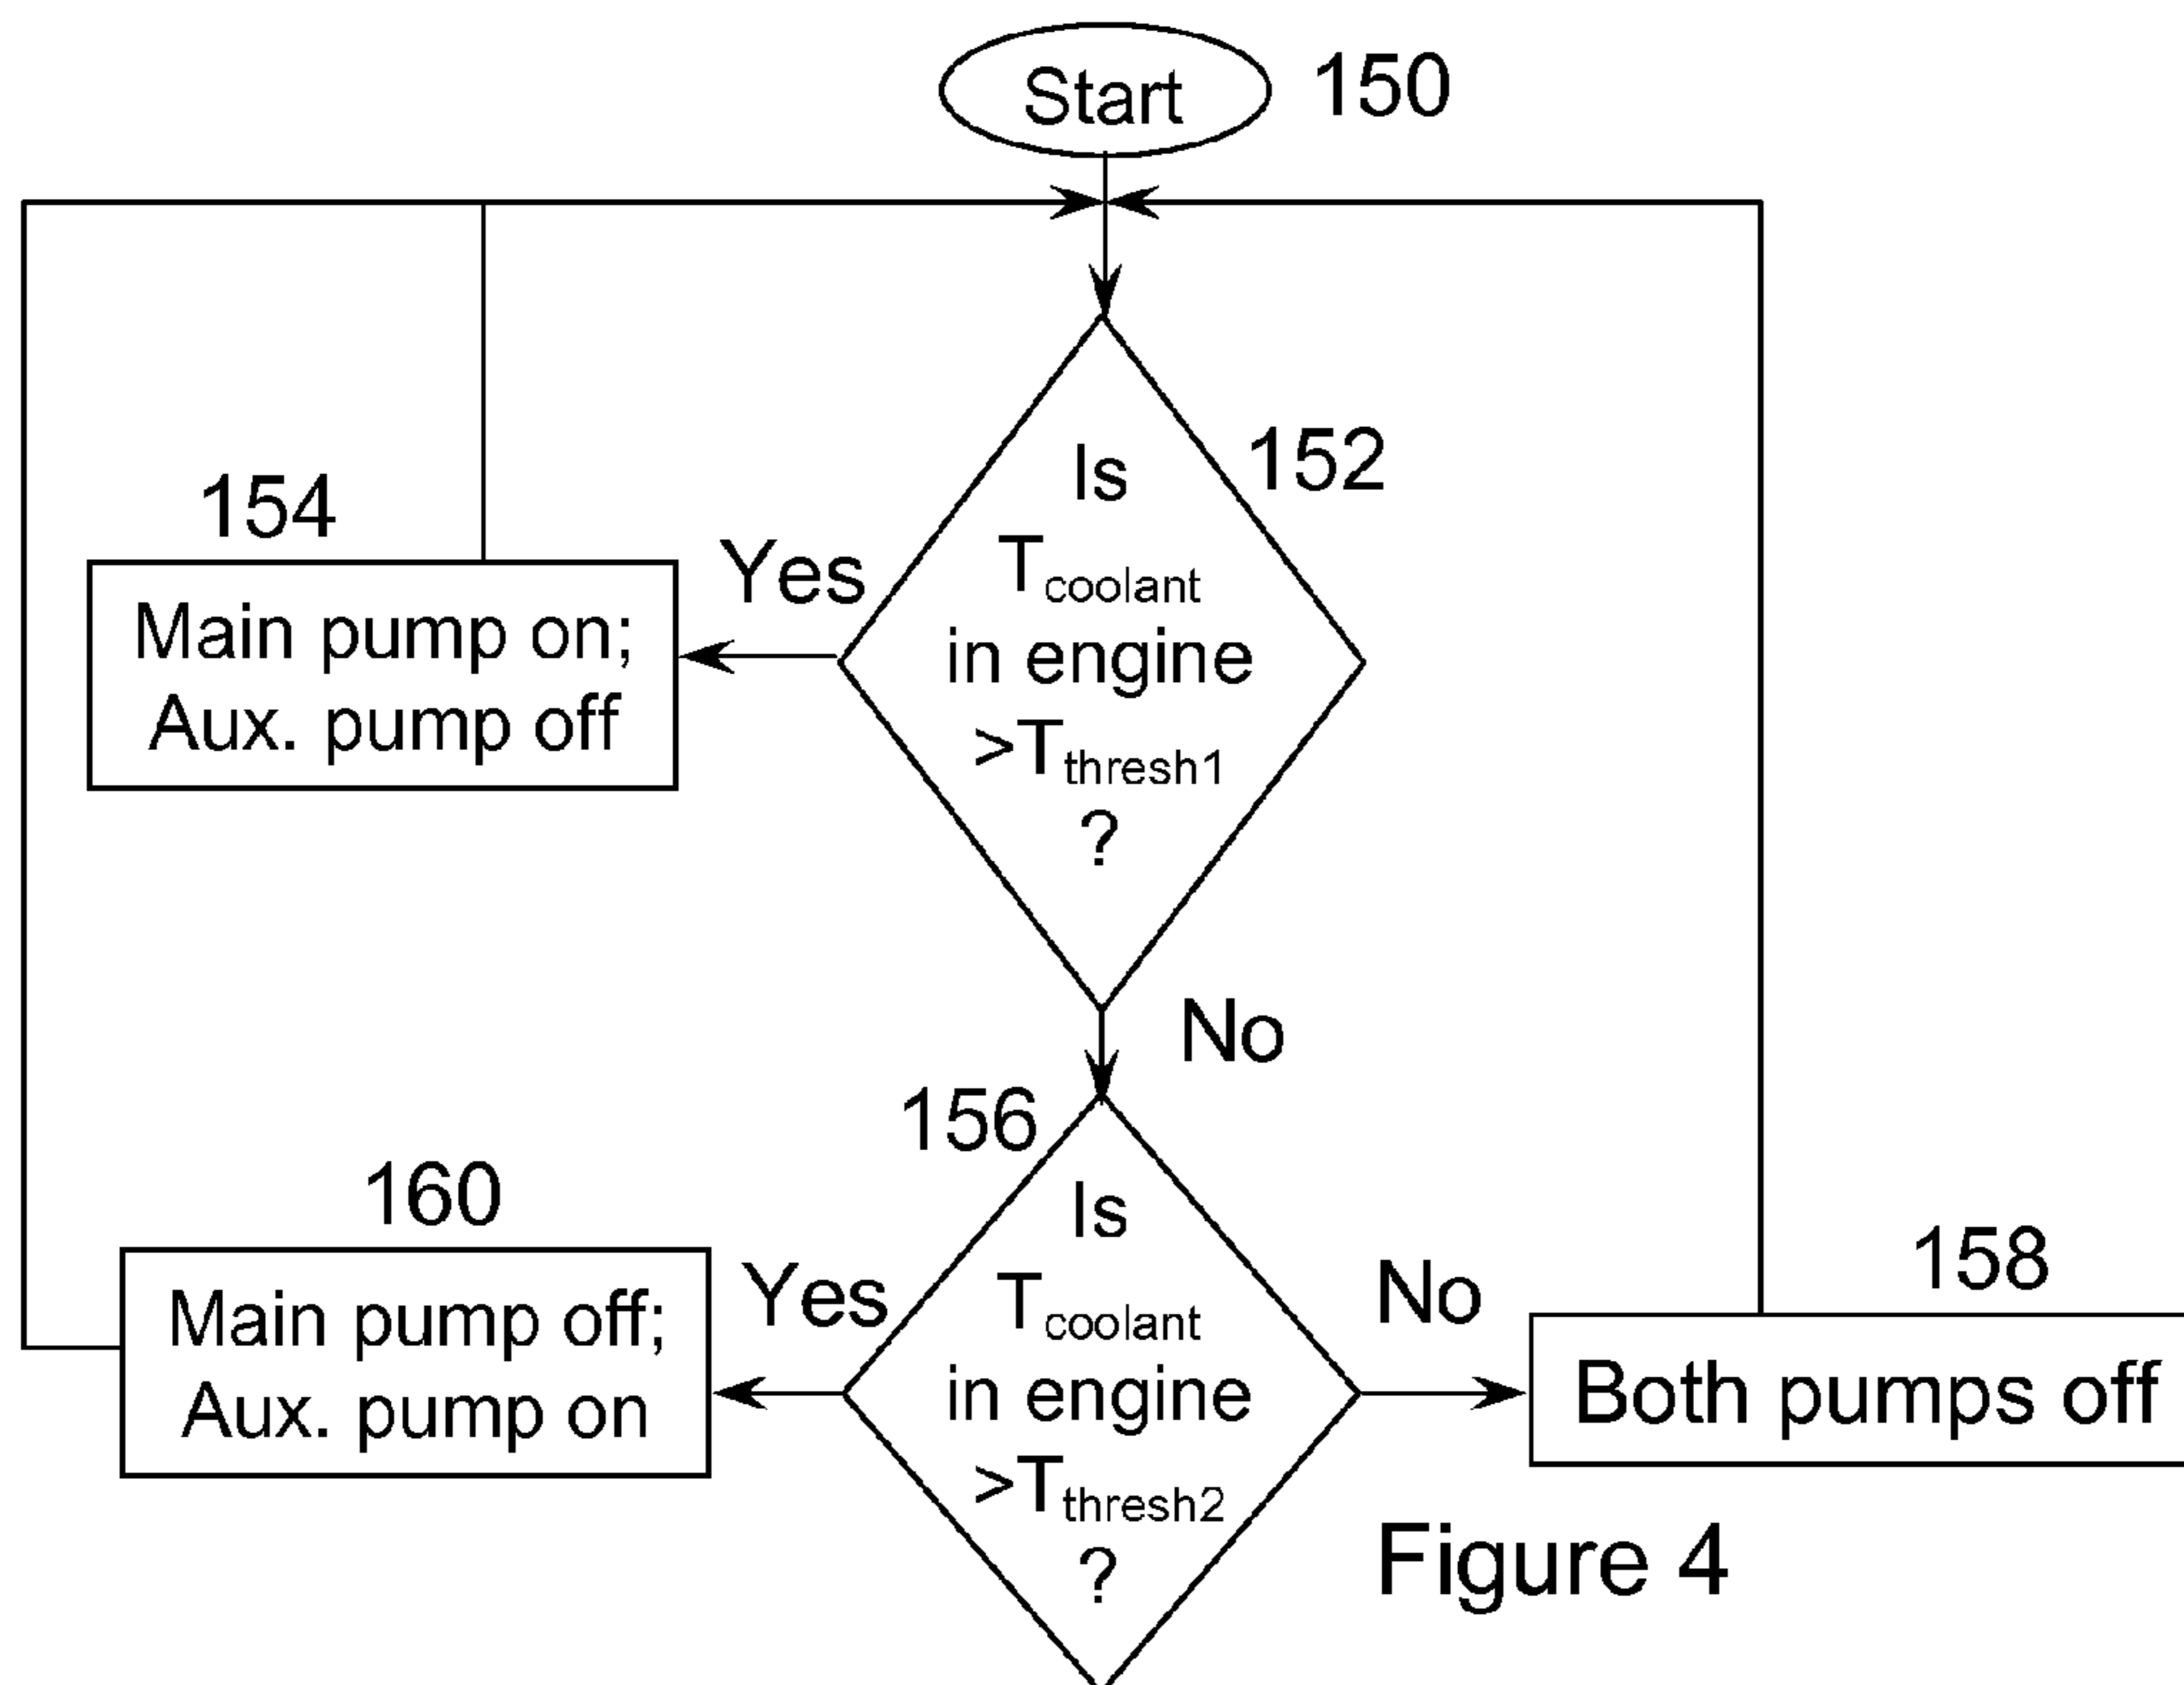 Start
150
152
Is
Tcoolant
in engine
>Tthresh1
?
Yes
154
Main pump on;
Aux. pump off
No
156
Is
Tcoolant
in engine
>Tthresh2
?
Yes
160
Main pump off;
Aux. pump on
No
158
Both pumps off
Figure 4